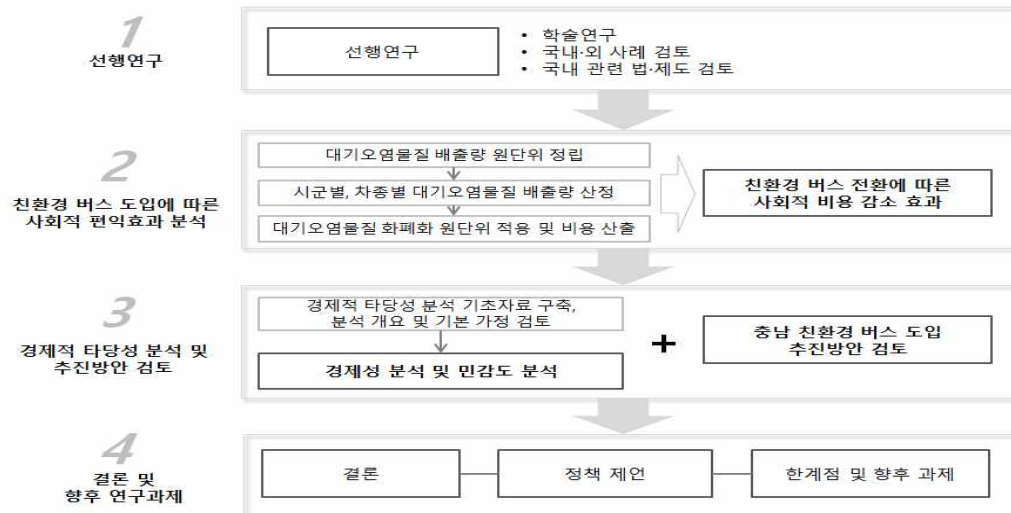 1
선행연구
선행연구
• 학술연구
• 국내·외 사례 검토
• 국내 관련 법·제도 검토
2
친환경 버스 도입에 따른
사회적 편익효과 분석
대기오염물질 배출량 원단위 정립
시군별, 차종별 대기오염물질 배출량 산정
대기오염물질 화폐화 원단위 적용 및 비용 산출
친환경 버스 전환에 따른
사회적 비용 감소 효과
3
경제적 타당성 분석 및
추진방안 검토
경제적 타당성 분석 기초자료 구축,
분석 개요 및 기본 가정 검토
경제성 분석 및 민감도 분석
+
충남 친환경 버스 도입
추진방안 검토
4
결론 및
향후 연구과제
결론
정책 제언
한계점 및 향후 과제